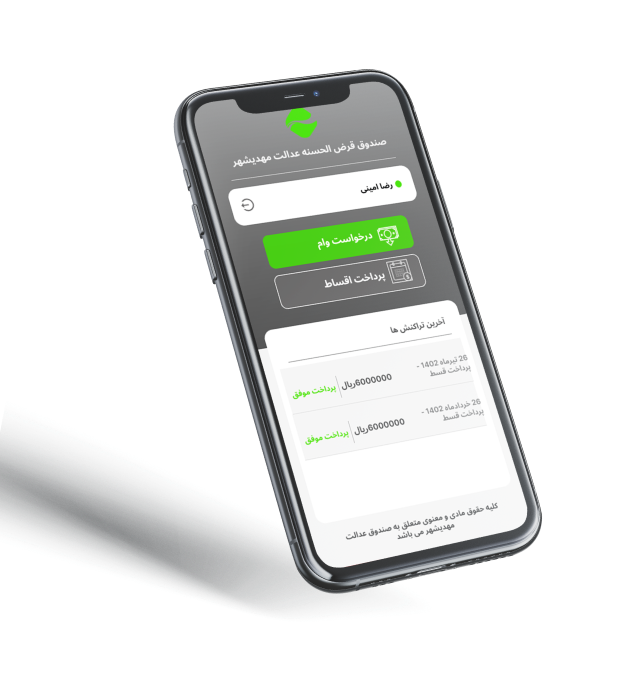 صندوق قرض الحسنه عدالت مهدیشهر
رضا امینی
درخواست وام
پرداخت اقساط
آخرین تراکنش ها
26 تیرماه 1402 -
پرداخت قسط
6000000ریال
پرداخت موفق
26 خردادماه 1402 -
پرداخت قسط
6000000ریال
پرداخت موفق
کلیه حقوق مادی و معنوی متعلق به صندوق عدالت
مهدیشهر می باشد